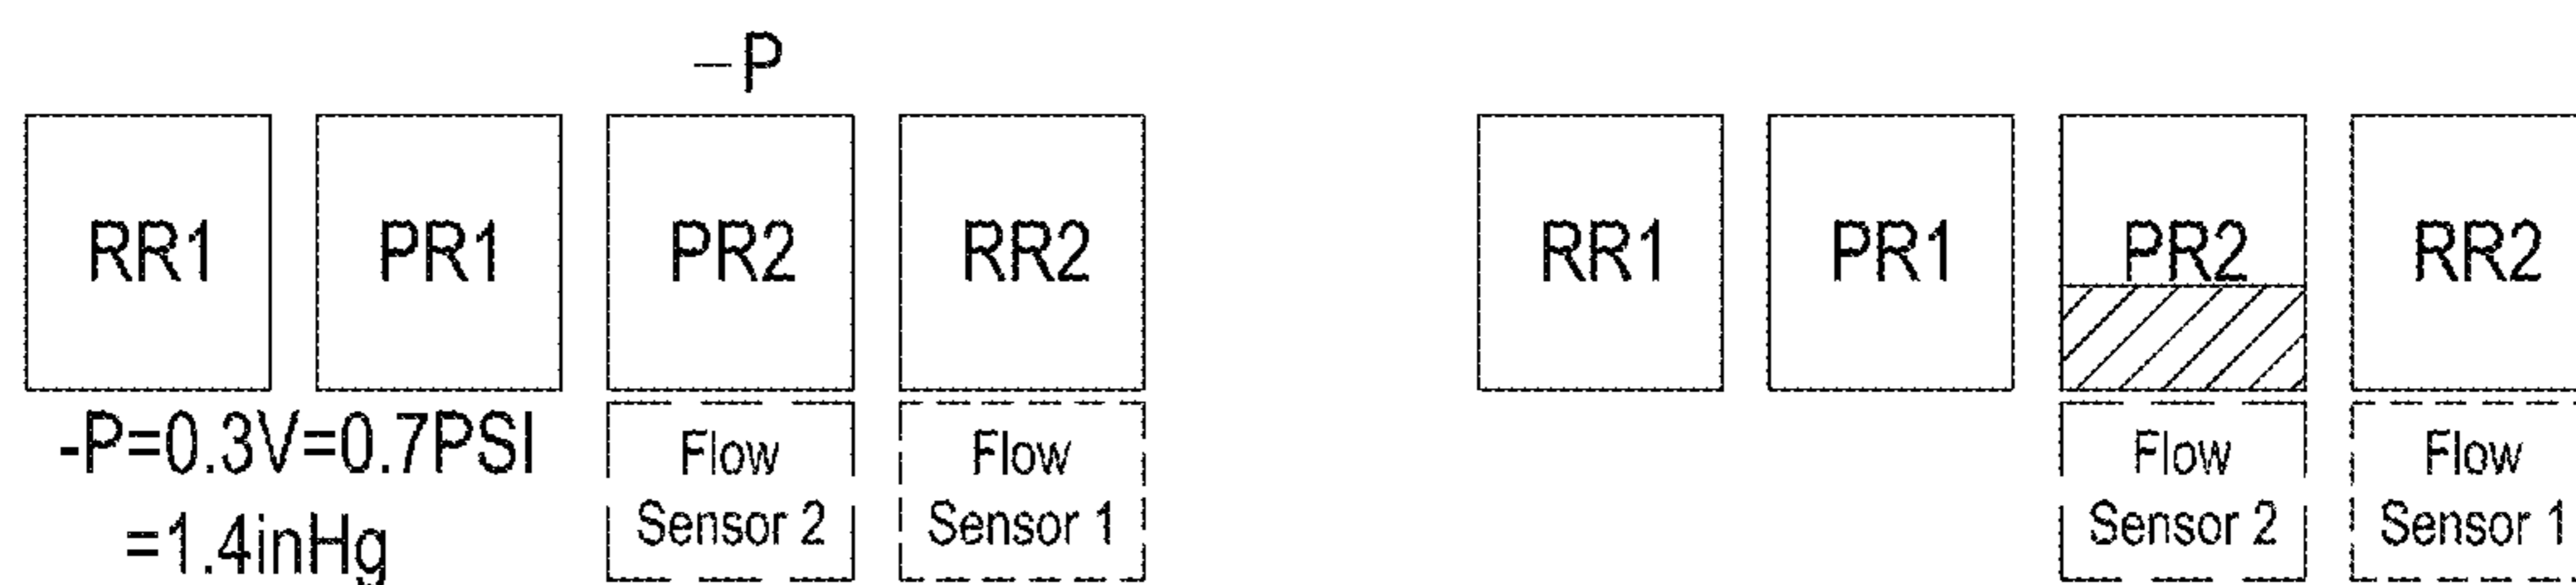 –P
RR1 PR1 PR2 RR2
-P=0.3V=0.7PSI
=1.4inHg
Flow
Sensor 2
Flow
Sensor 1
RR1 PR1 PR2 RR2
Flow
Sensor 2
Flow
Sensor 1